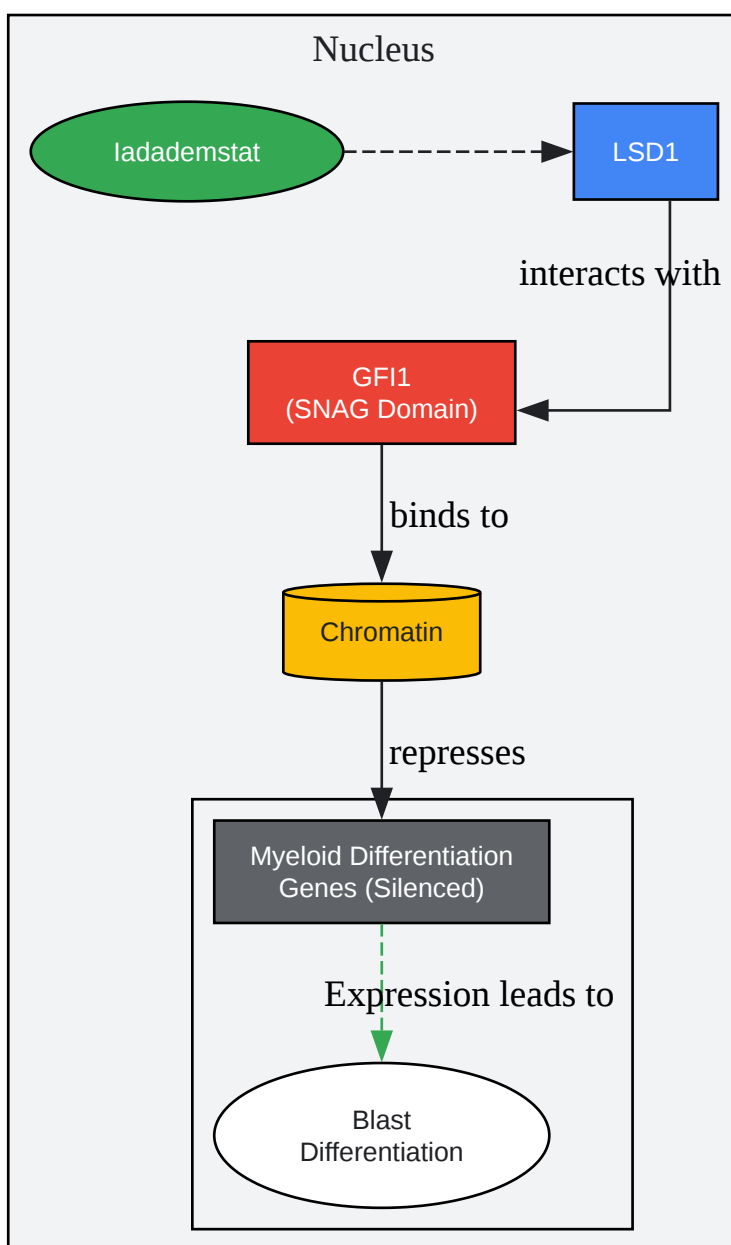 Nucleus
Iadademstat
LSD1
interacts with
GFI1
(SNAG Domain)
binds to
Chromatin
represses
Myeloid Differentiation
Genes (Silenced)
Expression leads to
Blast
Differentiation